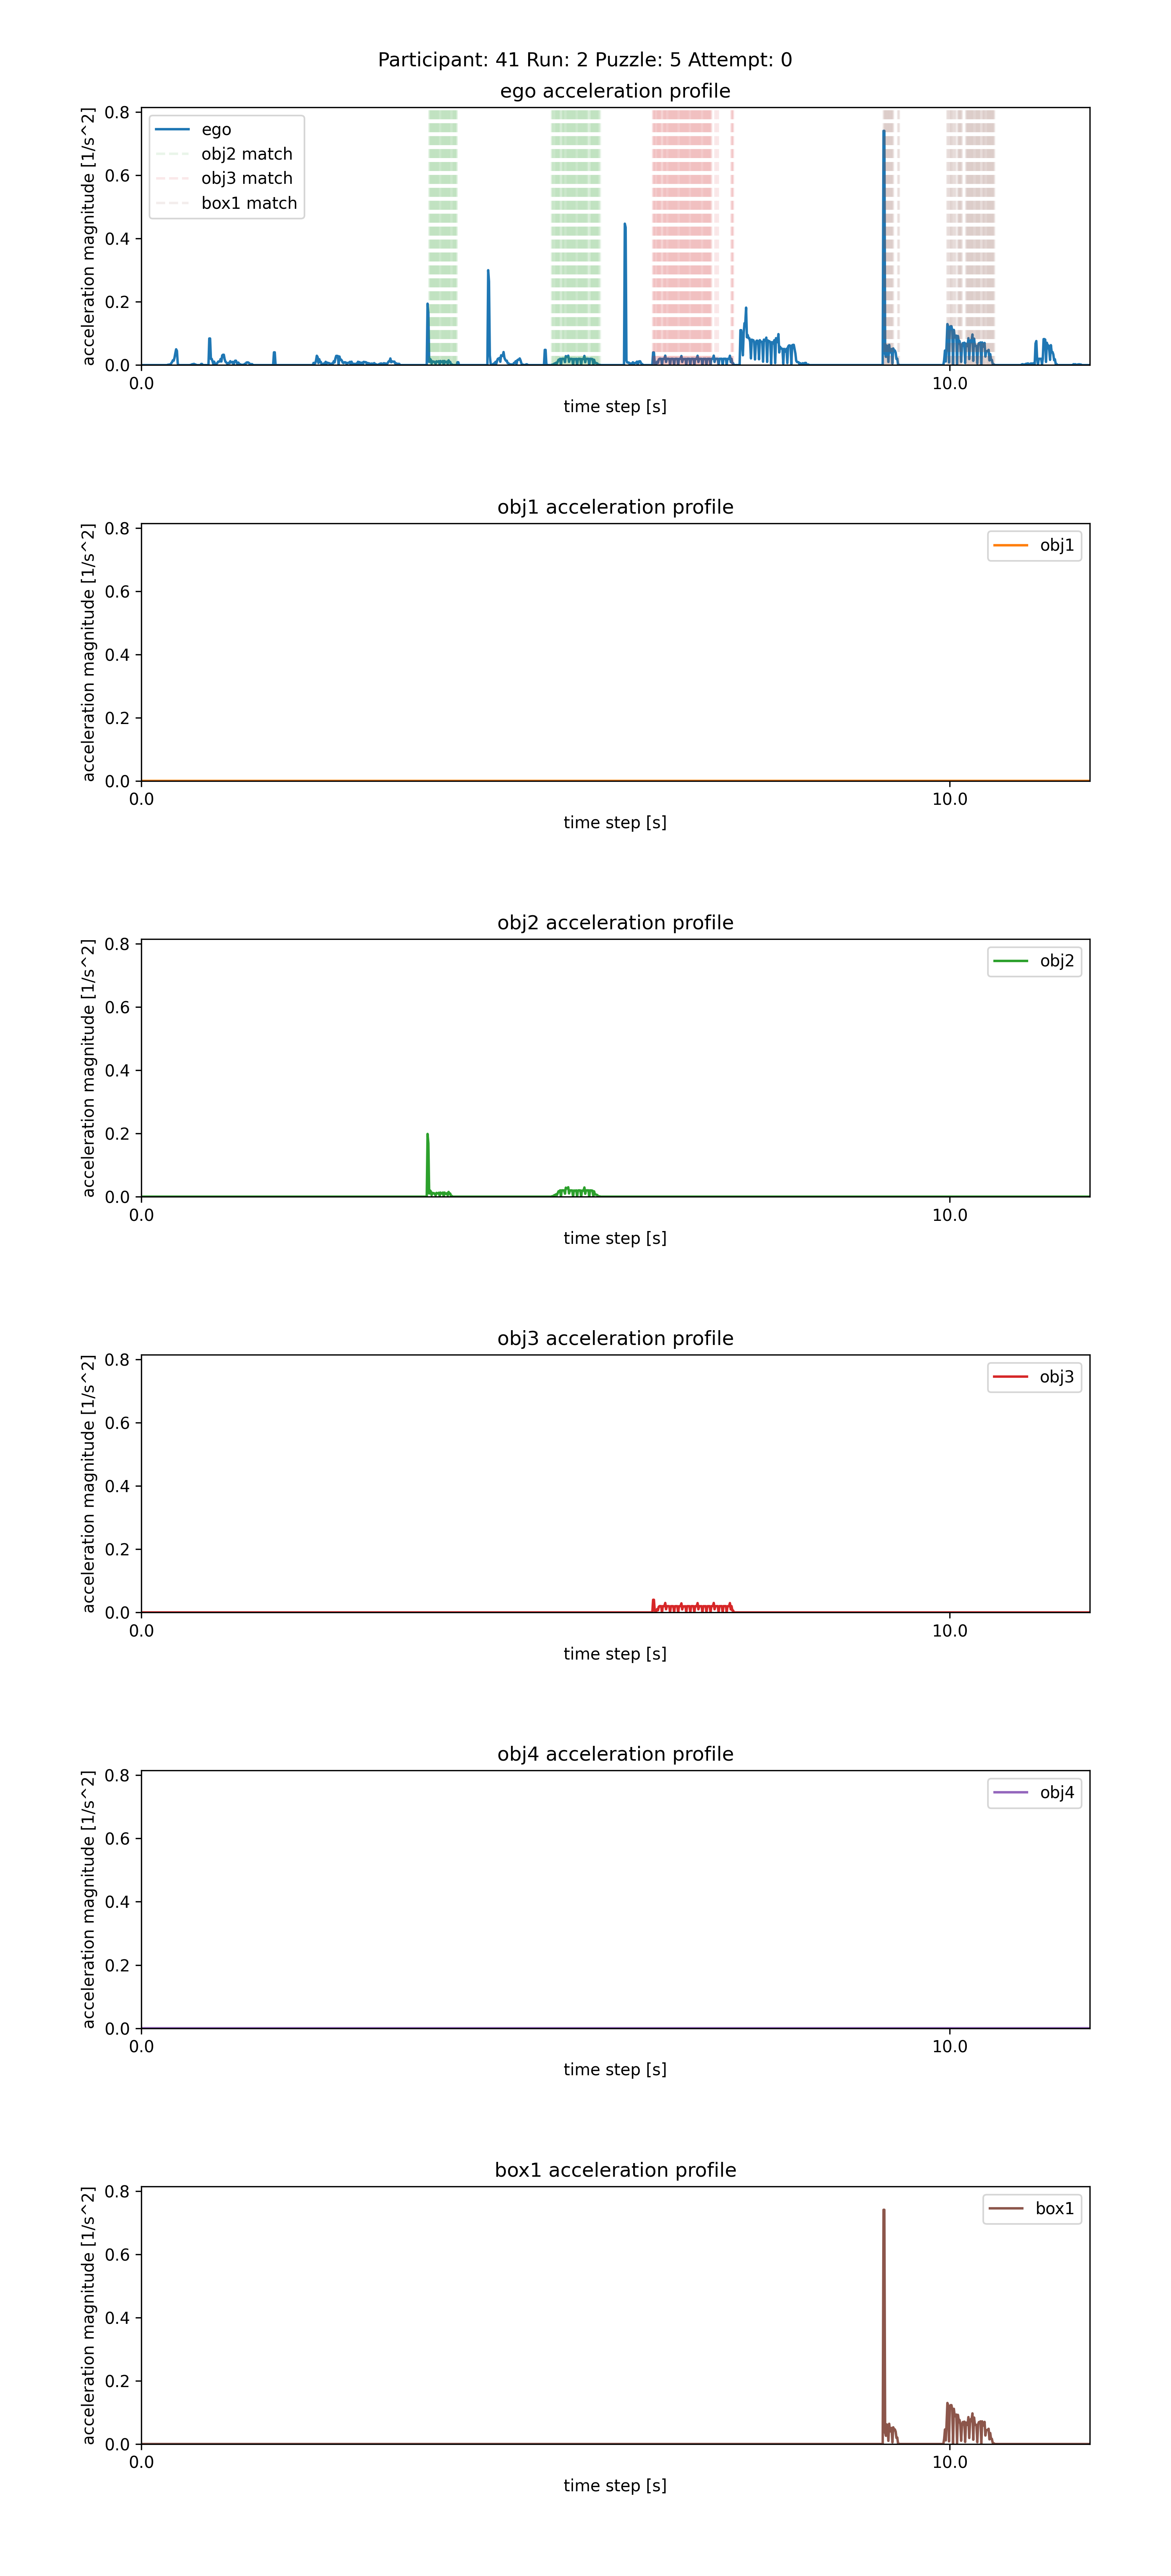 Participant: 41 Run: 2 Puzzle: 5 Attempt: 0
ego acceleration profile
acceleration magnitude [1/s^2]
0.8
0.6
0.4
0.2
0.0
ego
obj2 match
obj3 match
box1 match
0.0
10.0
time step [s]
obj1 acceleration profile
acceleration magnitude [1/s^2]
0.8
0.6
0.4
0.2
0.0
obj1
0.0
10.0
time step [s]
obj2 acceleration profile
acceleration magnitude [1/s^2]
0.8
0.6
0.4
0.2
0.0
obj2
0.0
10.0
time step [s]
obj3 acceleration profile
acceleration magnitude [1/s^2]
0.8
0.6
0.4
0.2
0.0
obj3
0.0
10.0
time step [s]
obj4 acceleration profile
acceleration magnitude [1/s^2]
0.8
0.6
0.4
0.2
0.0
obj4
0.0
10.0
time step [s]
box1 acceleration profile
acceleration magnitude [1/s^2]
0.8
0.6
0.4
0.2
0.0
box1
0.0
10.0
time step [s]